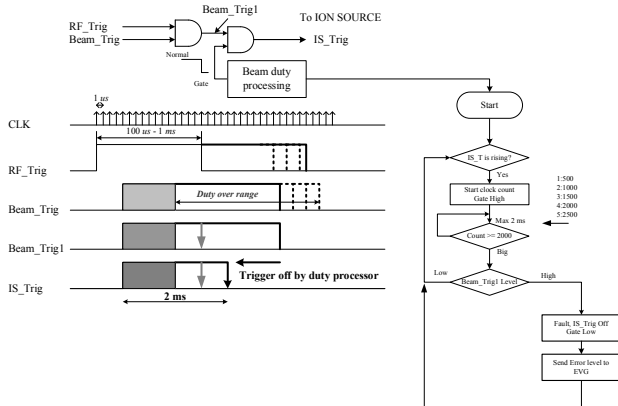 Beam_Trig1
To ION SOURCE
RF_Trig
Beam_Trig
IS_Trig
Normal
Gate
Beam duty
processing
1 us
CLK
100 us - 1 ms
RF_Trig
Beam_Trig
Duty over range
Beam_Trig1
IS_Trig
Trigger off by duty processor
2 ms
Start
IS_T is rising?
Yes
Start clock count
Gate High
Max 2 ms
Count >= 2000
Big
Low
Beam_Trig1 Level
High
1:500
2:1000
3:1500
4:2000
5:2500
Fault, IS_Trig Off
Gate Low
Send Error level to
EVG